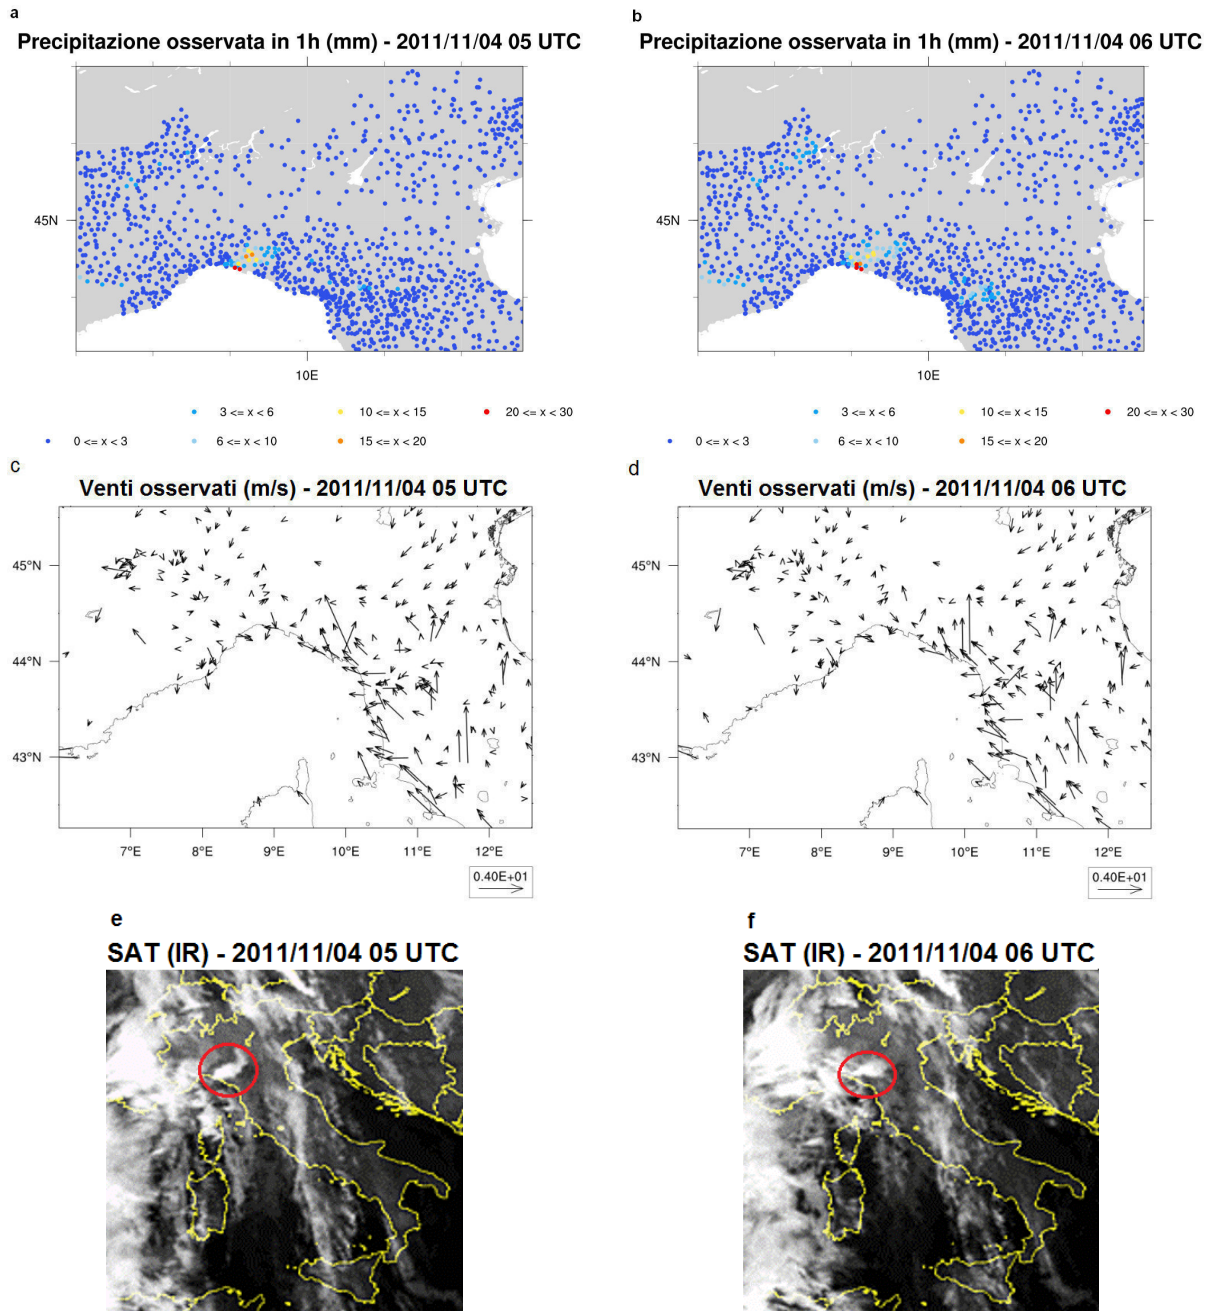 a
b
Precipitazione osservata in 1h (mm) - 2011/11/04 05 UTC
Precipitazione osservata in 1h (mm) - 2011/11/04 06 UTC
45N
45N
10E
10E
3 <= x < 6
10 <= x < 15
20 <= x < 30
0 <= x < 3
6 <= x < 10
15 <= x < 20
3 <= x < 6
10 <= x < 15
20 <= x < 30
0 <= x < 3
6 <= x < 10
15 <= x < 20
c
d
Venti osservati (m/s) - 2011/11/04 05 UTC
Venti osservati (m/s) - 2011/11/04 06 UTC
45°N
44°N
43°N
7°E 8°E 9°E 10°E 11°E 12°E
0.40E+01
45°N
44°N
43°N
7°E 8°E 9°E 10°E 11°E 12°E
0.40E+01
e
f
SAT (IR) - 2011/11/04 05 UTC
SAT (IR) - 2011/11/04 06 UTC